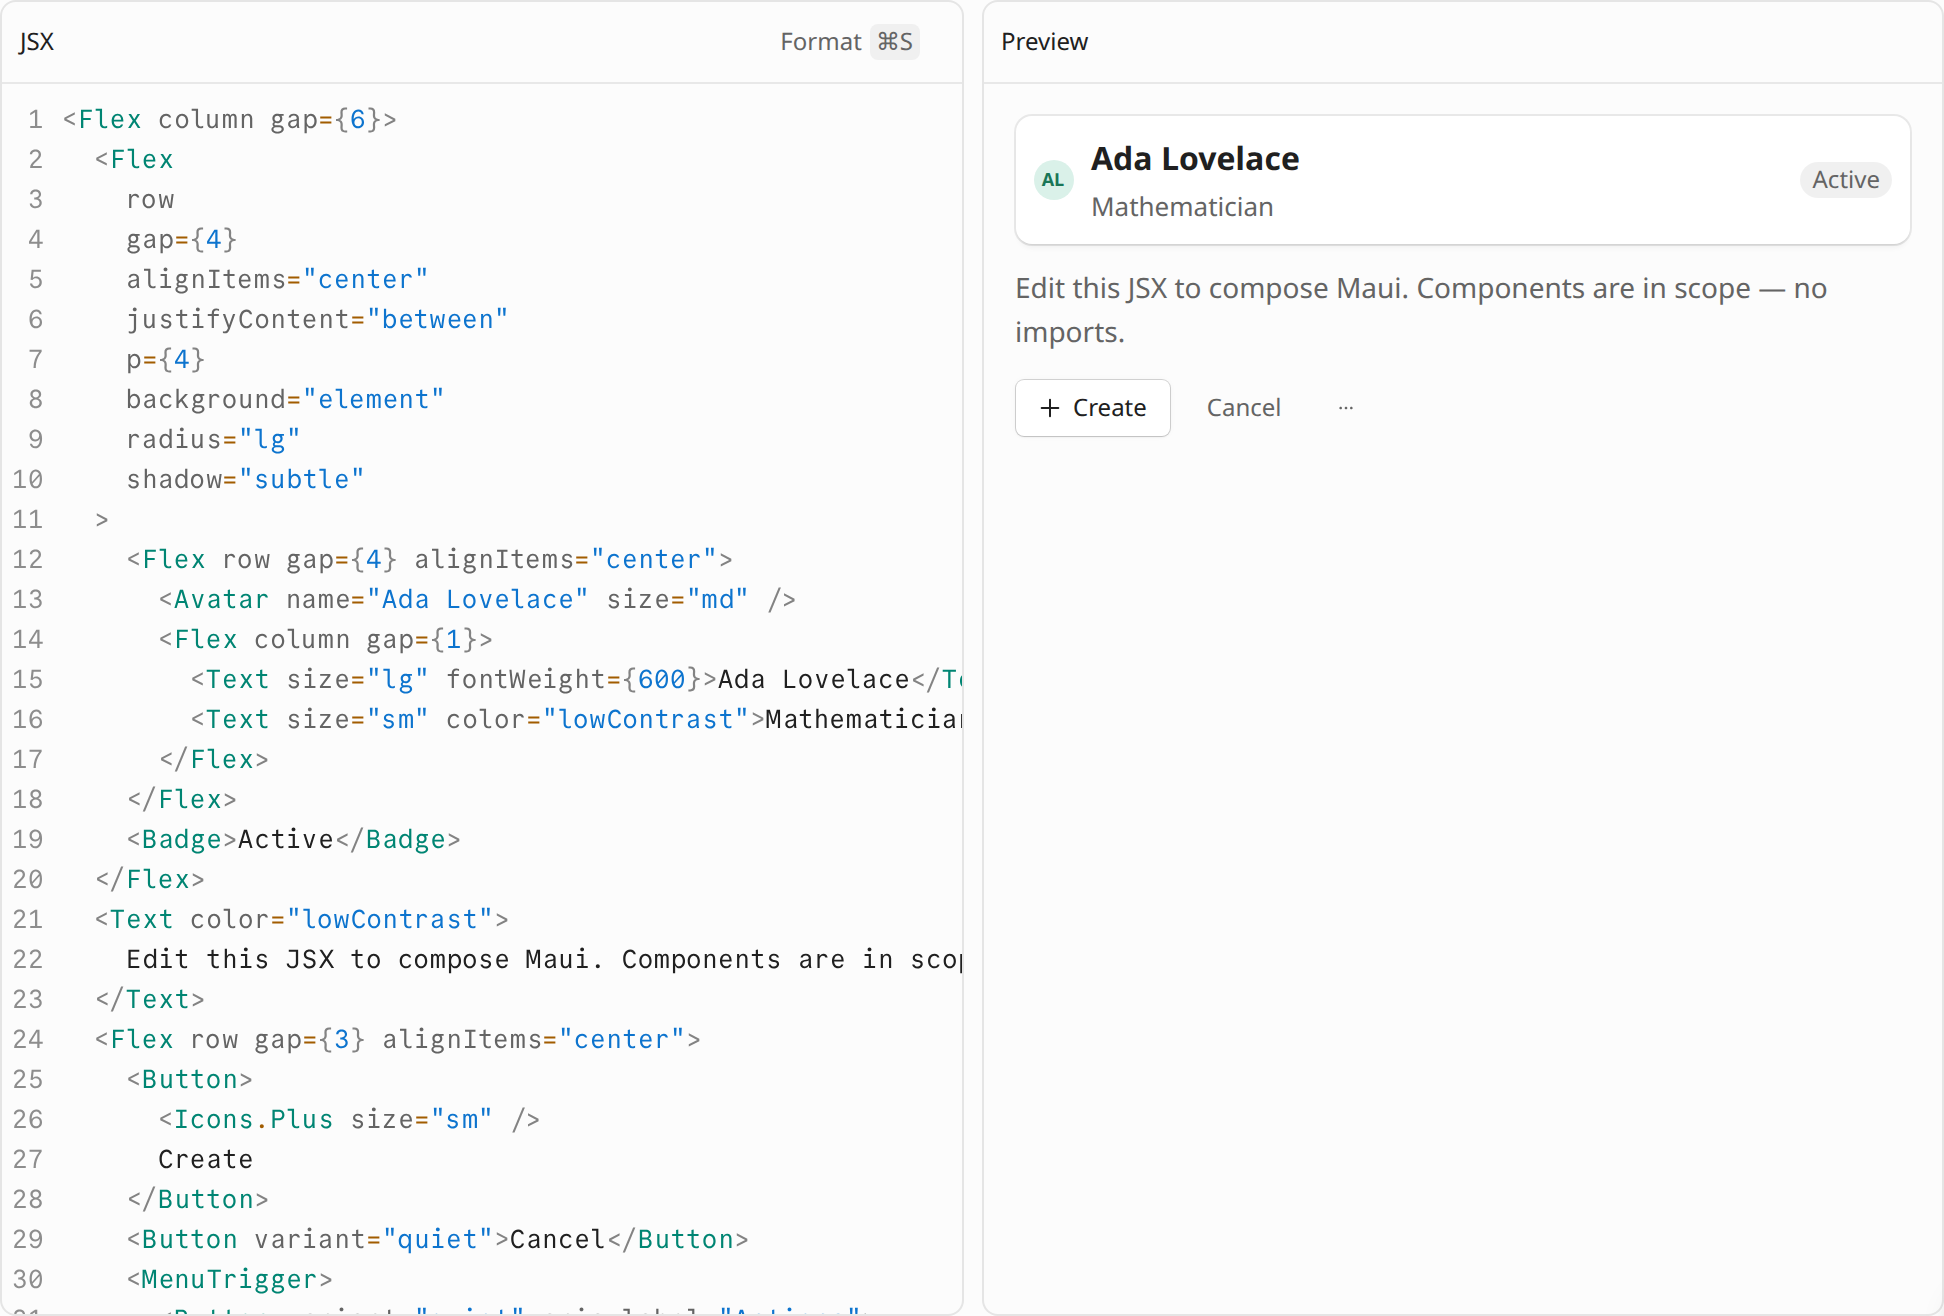 JSX
Format ⌘S
1 <Flex column gap={6}>
2   <Flex
3     row
4     gap={4}
5     alignItems="center"
6     justifyContent="between"
7     p={4}
8     background="element"
9     radius="lg"
10     shadow="subtle"
11   >
12     <Flex row gap={4} alignItems="center">
13       <Avatar name="Ada Lovelace" size="md" />
14       <Flex column gap={1}>
15         <Text size="lg" fontWeight={600}>Ada Lovelace</T
16         <Text size="sm" color="lowContrast">Mathematicia
17       </Flex>
18     </Flex>
19     <Badge>Active</Badge>
20   </Flex>
21   <Text color="lowContrast">
22     Edit this JSX to compose Maui. Components are in
23   </Text>
24   <Flex row gap={3} alignItems="center">
25     <Button>
26       <Icons.Plus size="sm" />
27       Create
28     </Button>
29     <Button variant="quiet">Cancel</Button>
30     <MenuTrigger>
Preview
AL
Ada Lovelace
Mathematician
Active
Edit this JSX to compose Maui. Components are in scope — no
imports.
+ Create
Cancel
···